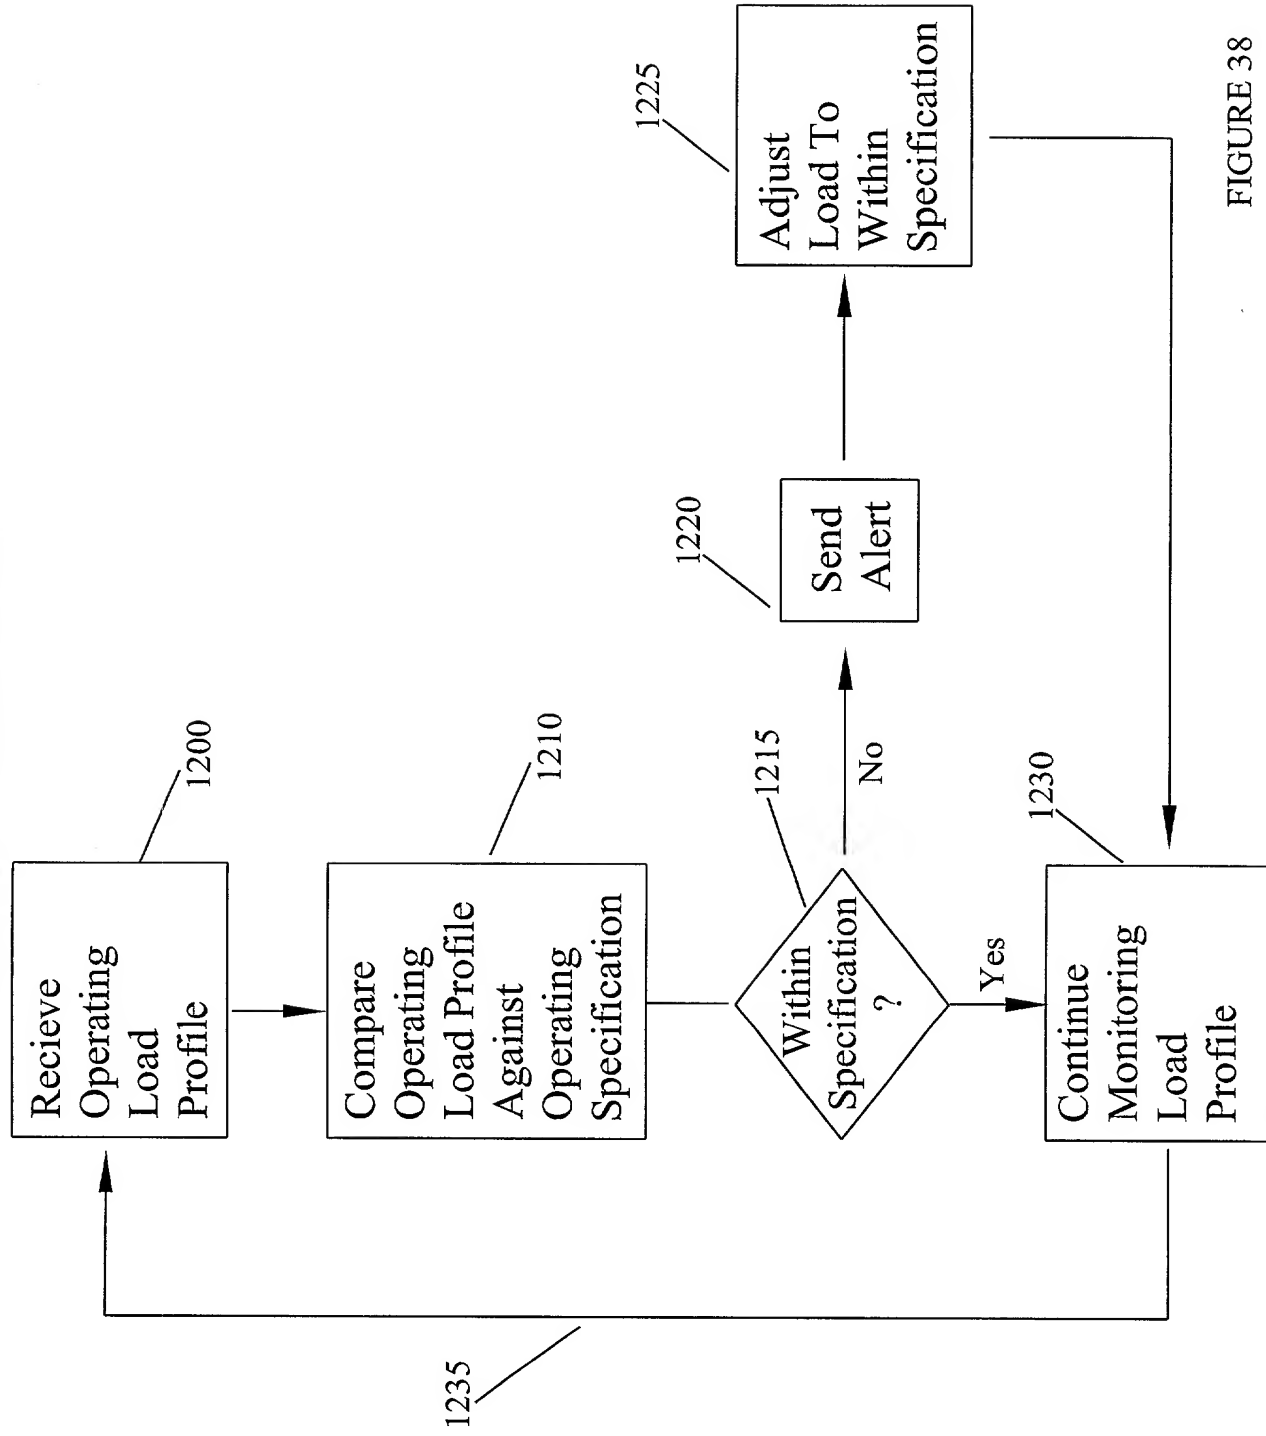 Recieve
Operating
Load
Profile
1200
Compare
Operating
Load Profile
Against
Operating
Specification
1210
Within
Specification
?
1215
No
Send
Alert
1220
Adjust
Load To
Within
Specification
1225
Yes
Continue
Monitoring
Load
Profile
1230
1235
FIGURE 38